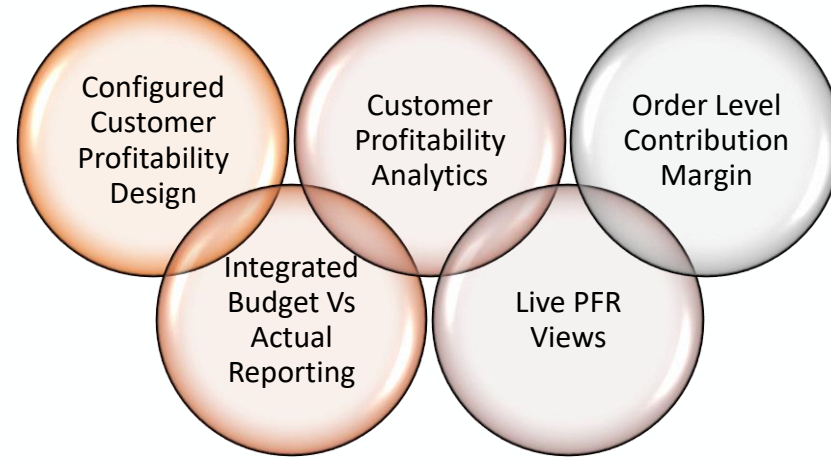 Configured
Customer
Profitability
Design
Customer
Profitability
Analytics
Order Level
Contribution
Margin
Integrated
Budget Vs
Actual
Reporting
Live PFR
Views